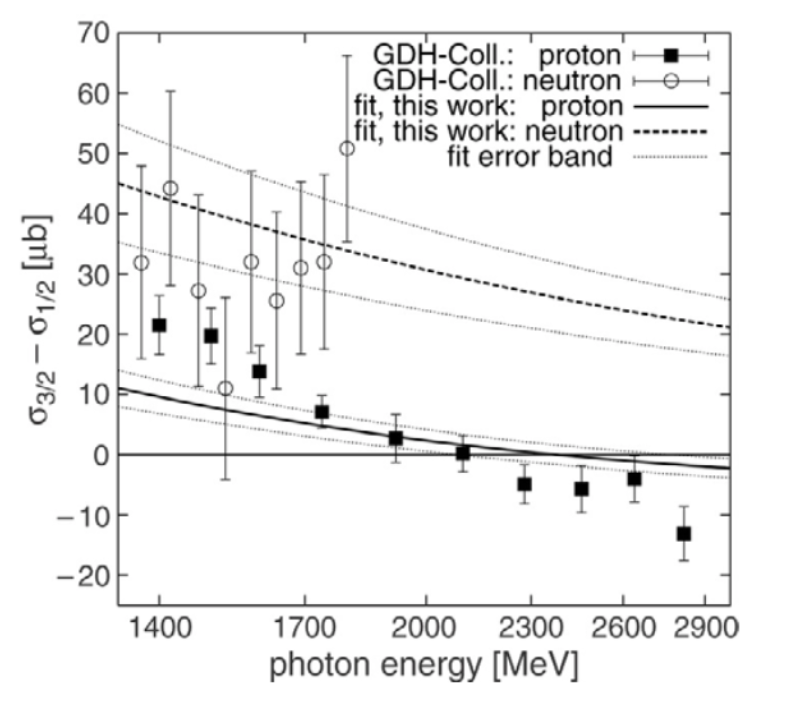 70
60
50
40
30
20
10
0
−10
−20
σ3/2 − σ1/2 [μb]
GDH-Coll.: proton
GDH-Coll.: neutron
fit, this work: proton
fit, this work: neutron
fit error band
1400 1700 2000 2300 2600 2900
photon energy [MeV]